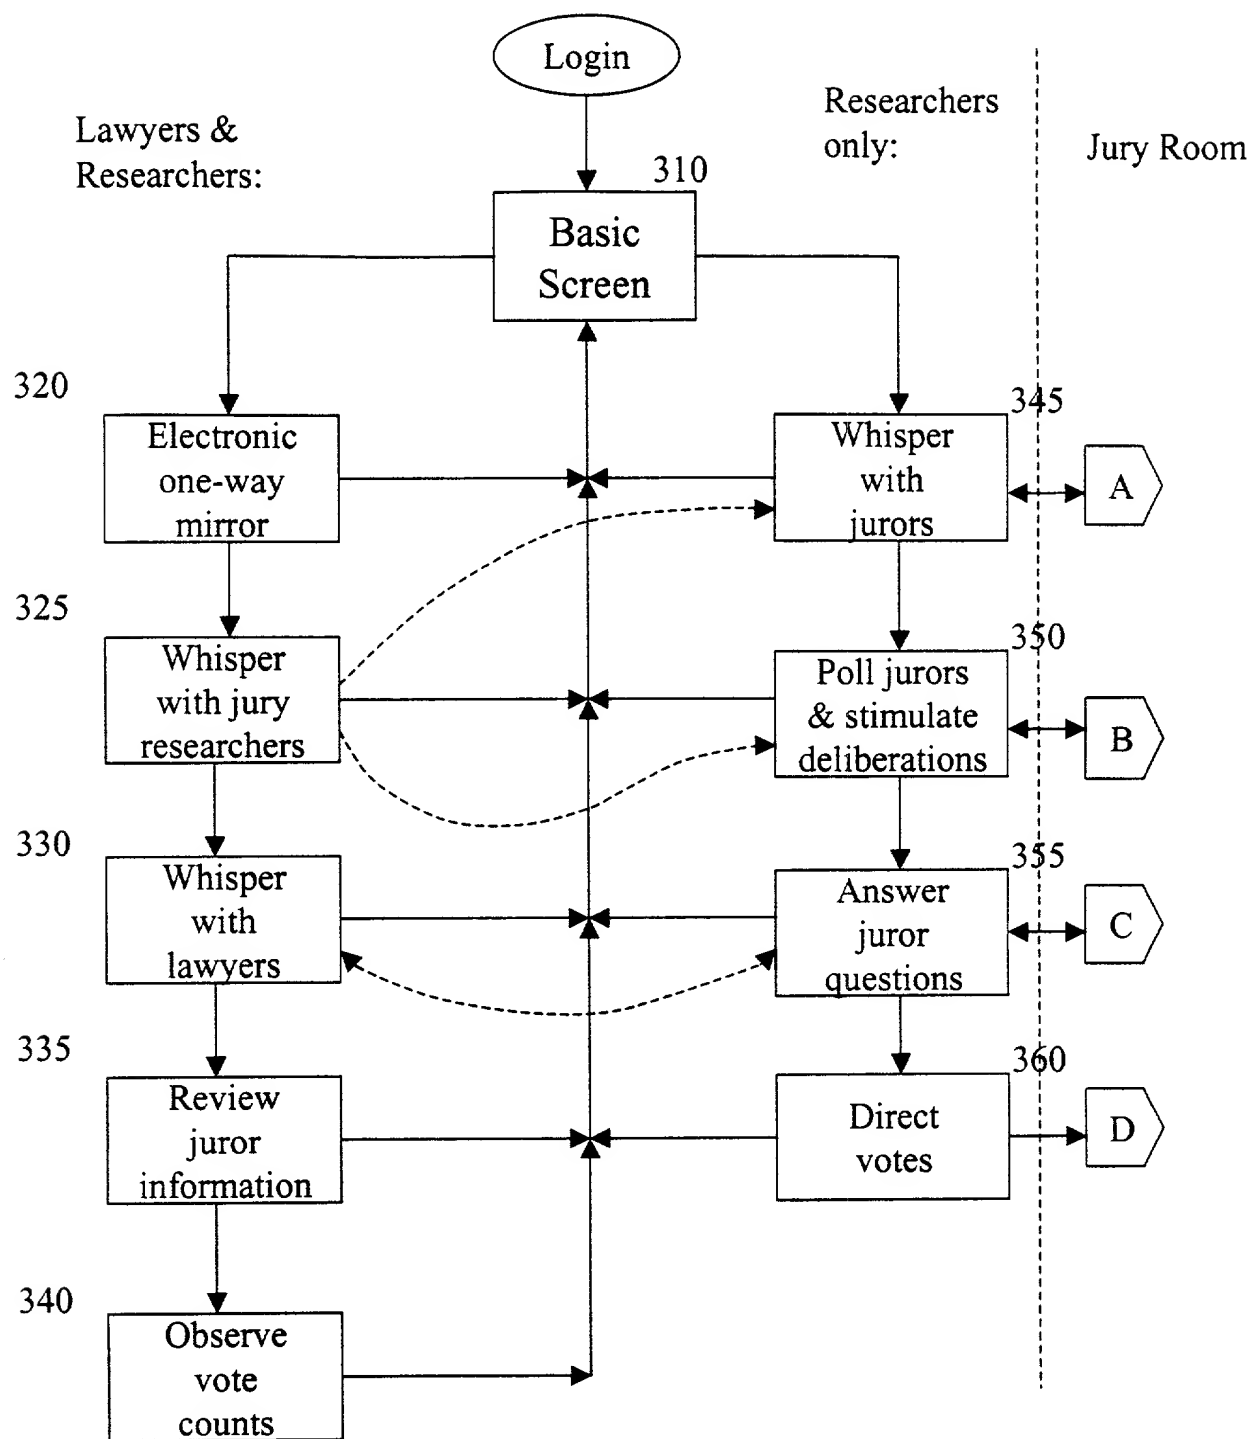 Login
Lawyers &
Researchers:
Researchers
only:
Jury Room
310
Basic
Screen
320
Electronic
one-way
mirror
345
Whisper
with
jurors
A
325
Whisper
with jury
researchers
350
Poll jurors
& stimulate
deliberations
B
330
Whisper
with
lawyers
355
Answer
juror
questions
C
335
Review
juror
information
360
Direct
votes
D
340
Observe
vote
counts